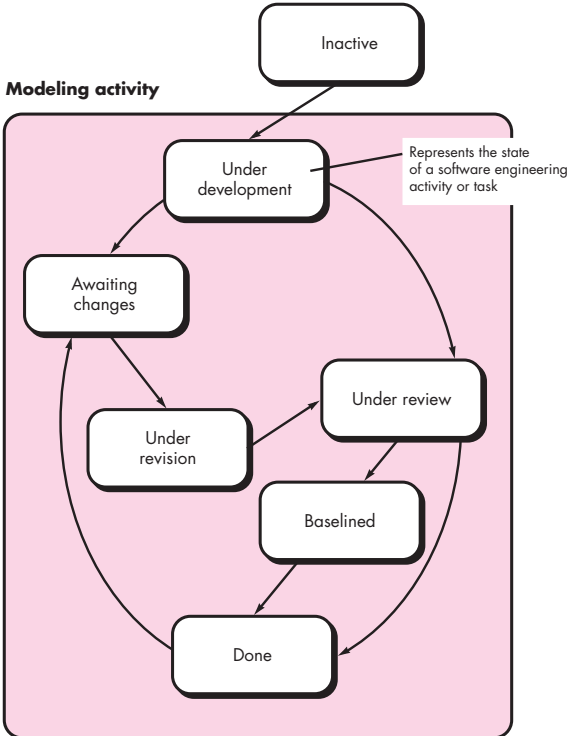 Inactive
Modeling activity
Under
development
Represents the state
of a software engineering
activity or task
Awaiting
changes
Under review
Under
revision
Baselined
Done